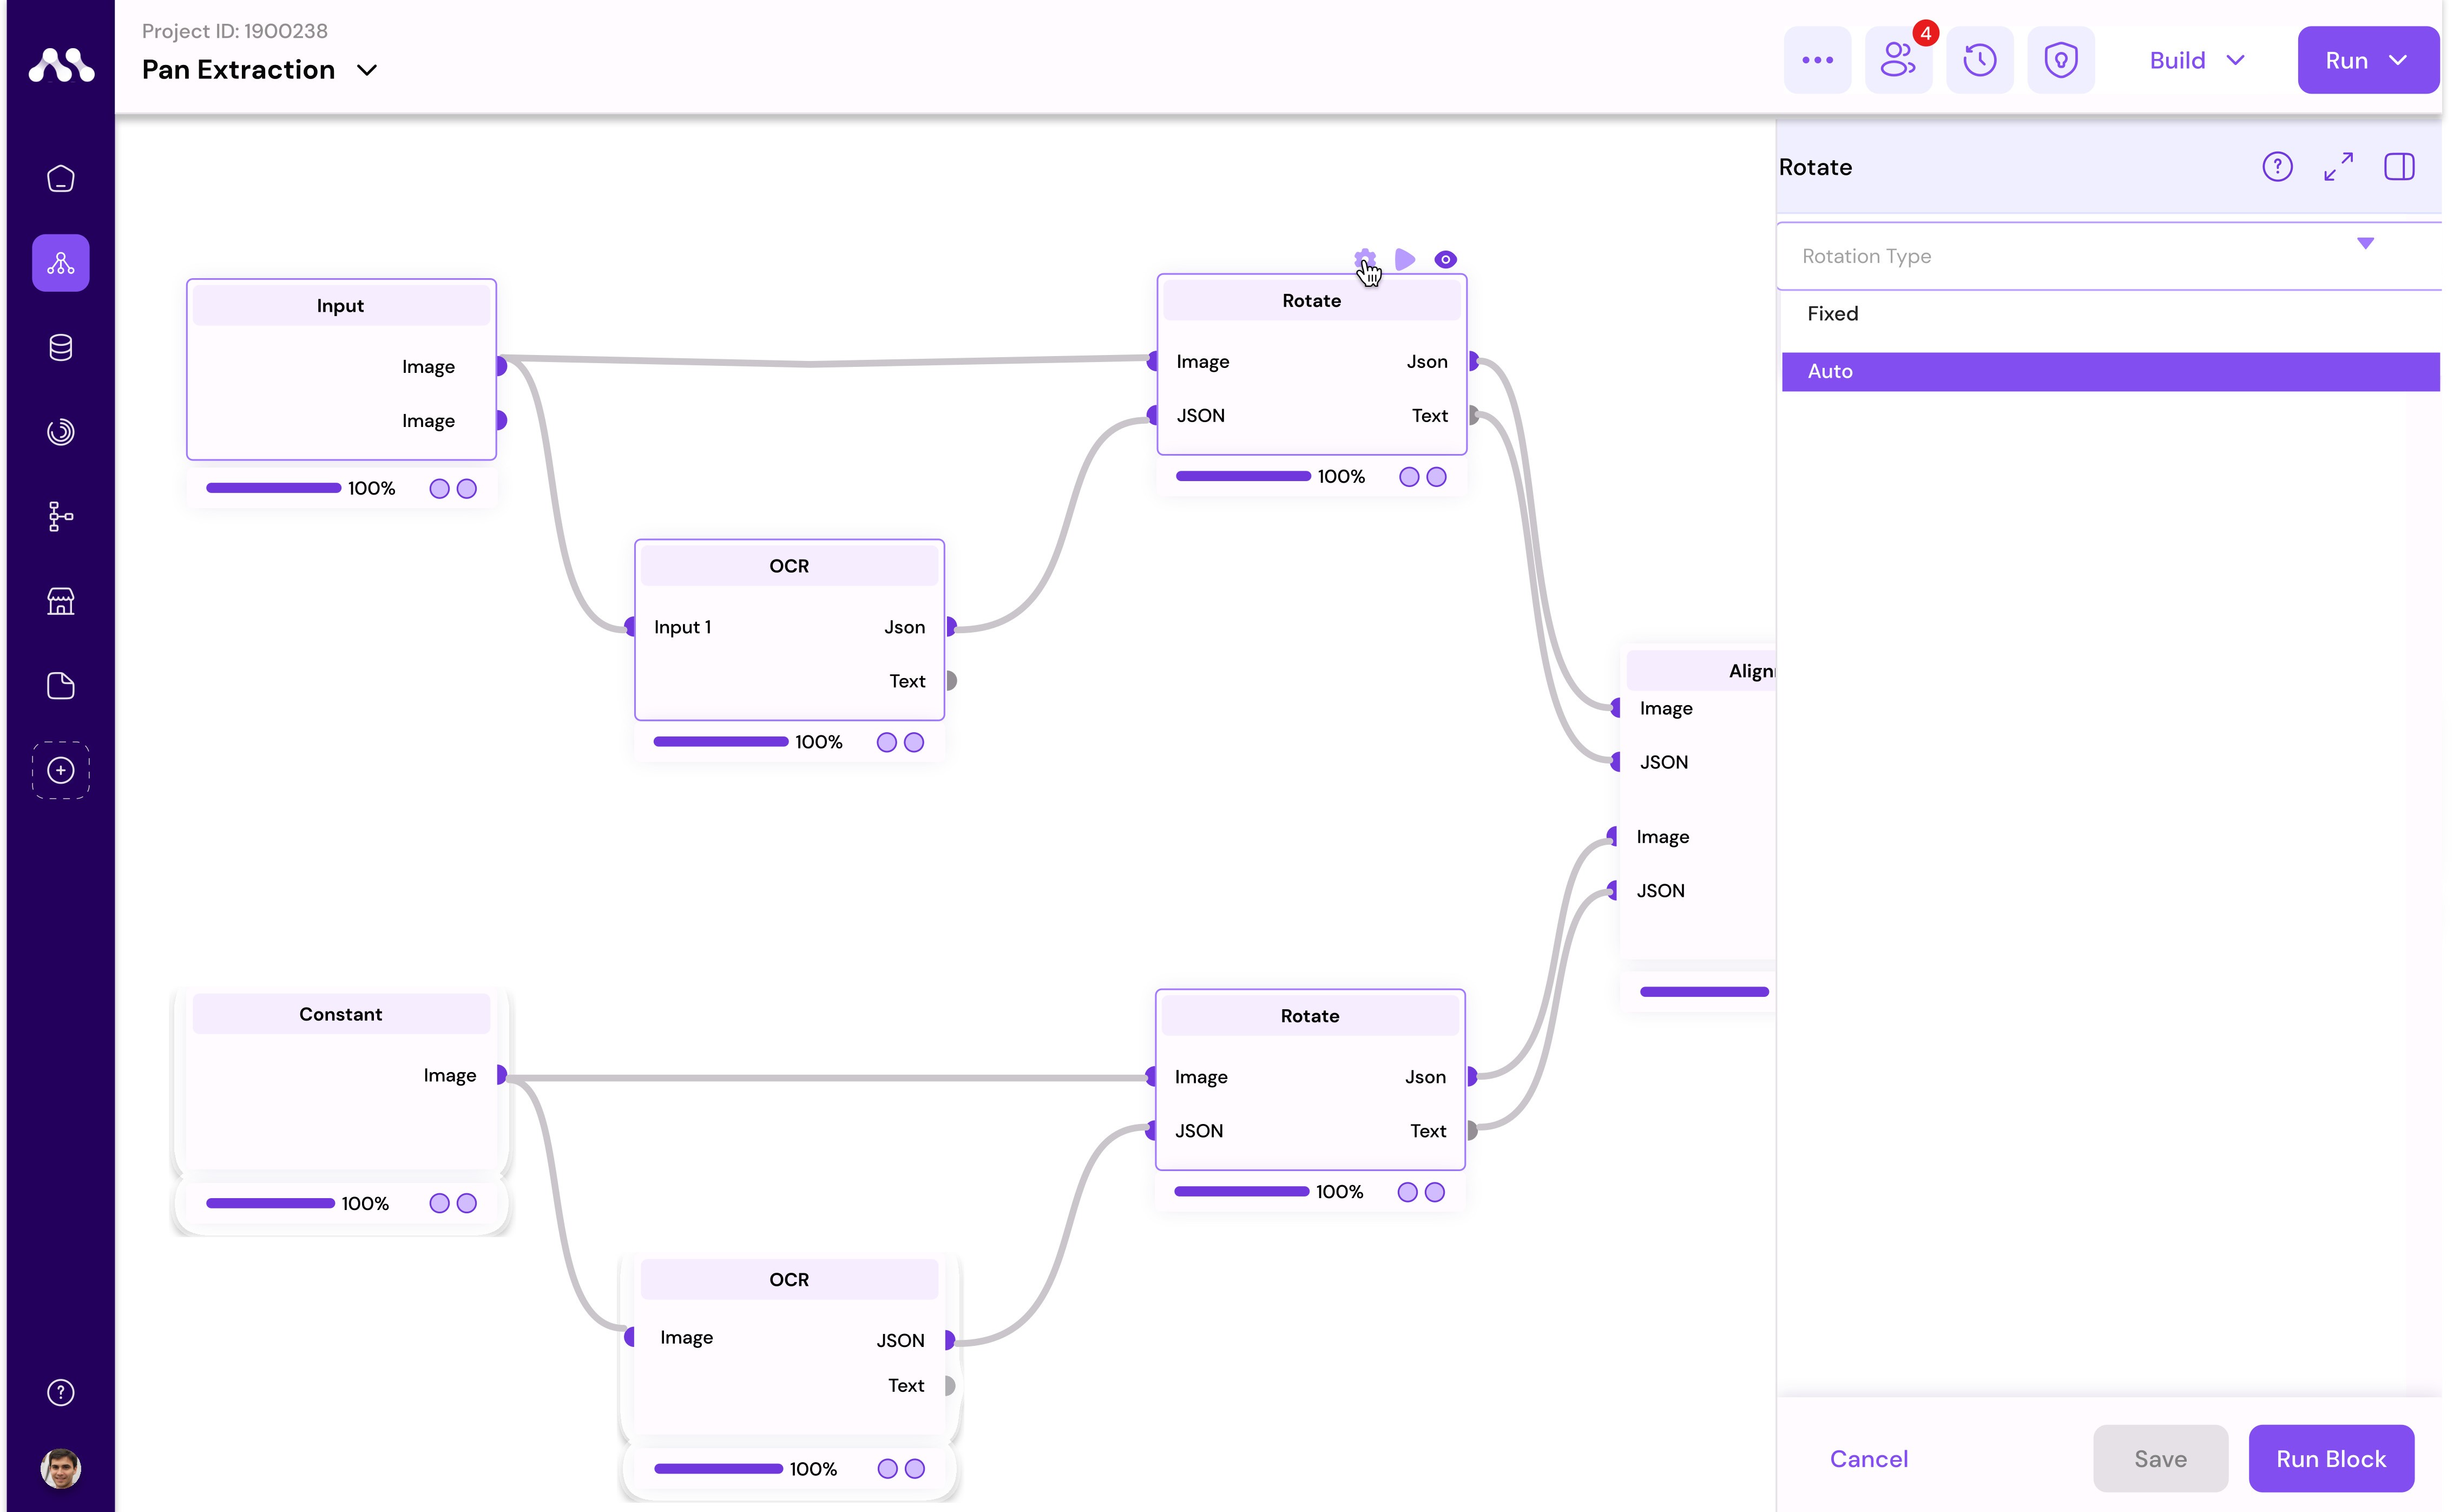 Project ID: 1900238
Pan Extraction
4
Build
Run
Rotate
Rotation Type
Fixed
Auto
Input
Image
Image
100%
Rotate
Image Json
JSON Text
100%
OCR
Input 1 Json
Text
100%
Image
JSON
Image
JSON
Constant
Image
100%
Rotate
Image Json
JSON Text
100%
OCR
Image JSON
Text
100%
Cancel
Save
Run Block